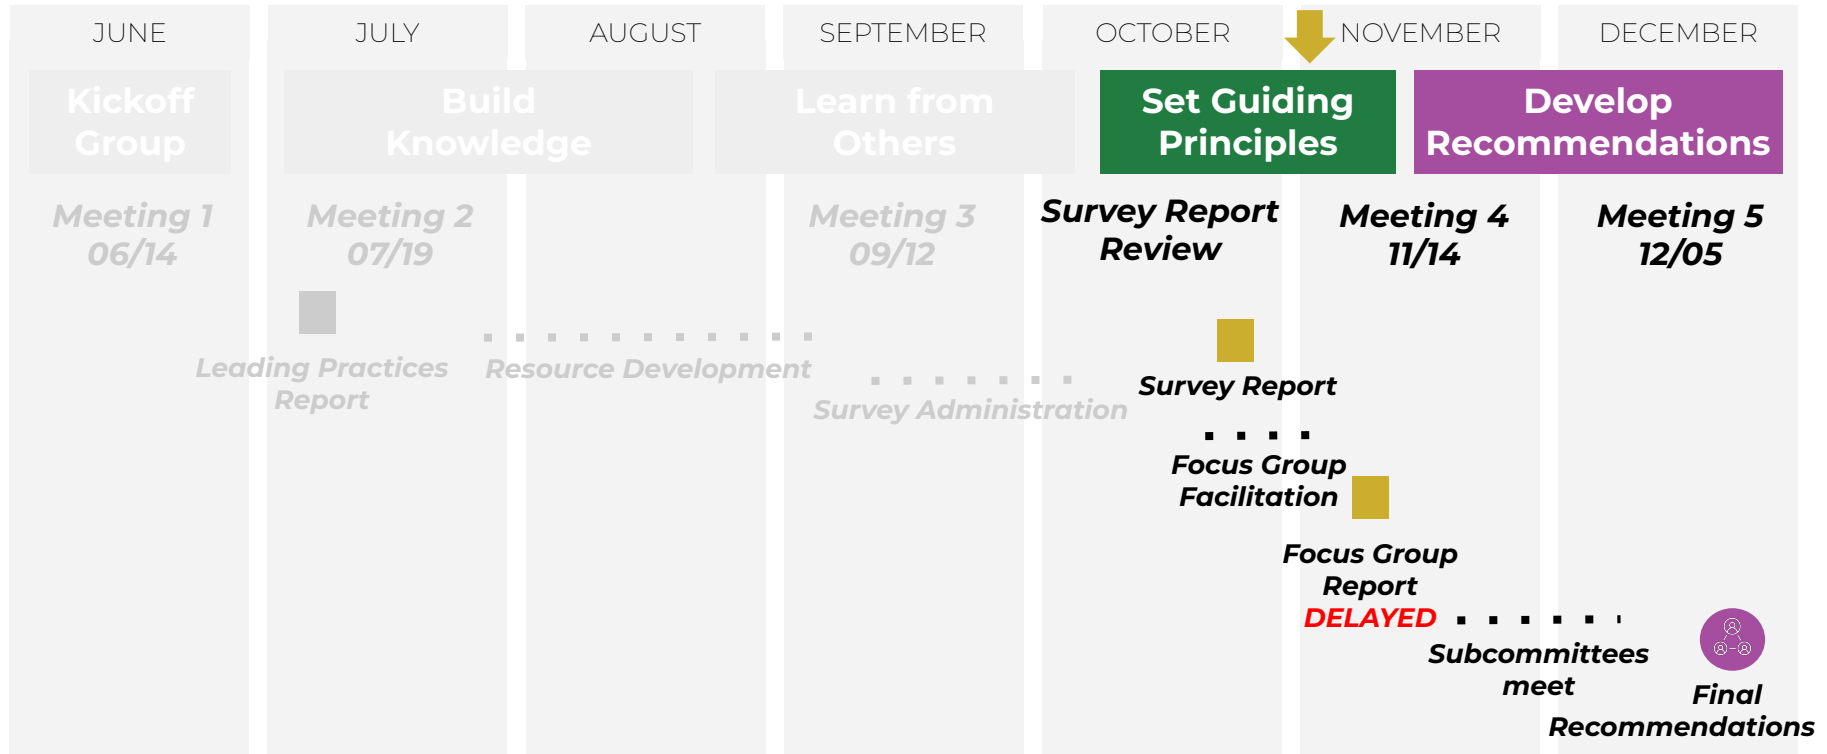 JUNE
JULY
AUGUST
SEPTEMBER
OCTOBER
NOVEMBER
DECEMBER
Kickoff
Group
Build
Knowledge
Learn from
Others
Set Guiding
Principles
Develop
Recommendations
Meeting 1
06/14
Meeting 2
07/19
Meeting 3
09/12
Survey Report
Review
Meeting 4
11/14
Meeting 5
12/05
Leading Practices
Report
Resource Development
Survey Administration
Survey Report
Focus Group
Facilitation
Focus Group
Report
DELAYED
Subcommittees
meet
Final
Recommendations